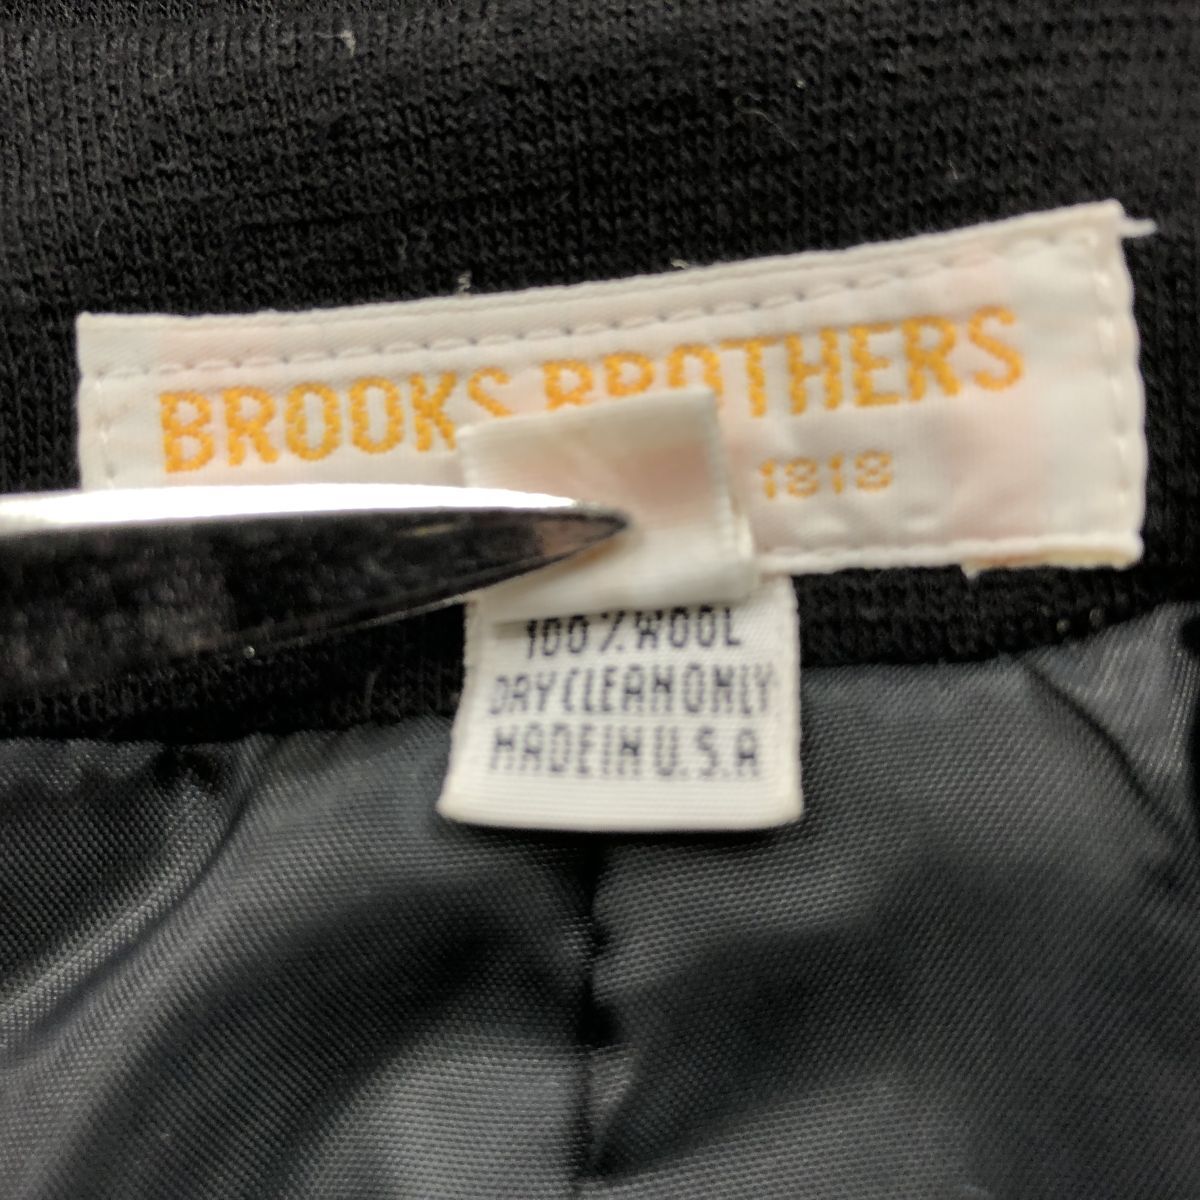 BROOKS BROTHERS
1818
100% WOOL
DRY CLEAN ONLY
MADE IN U.S.A